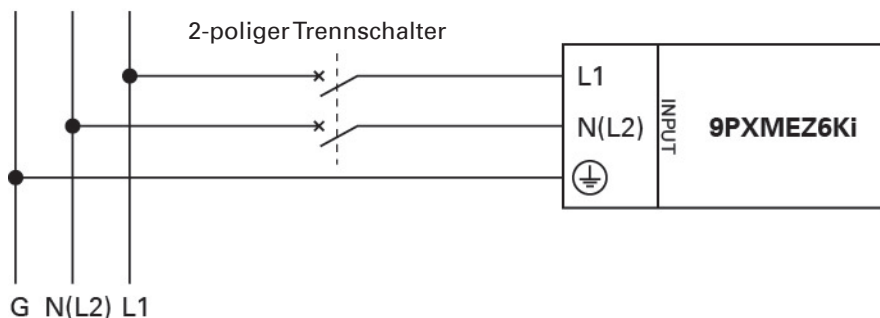 2-poliger Trennschalter
L1
N(L2)
INPUT
9PXMEZ6Ki
G N(L2) L1